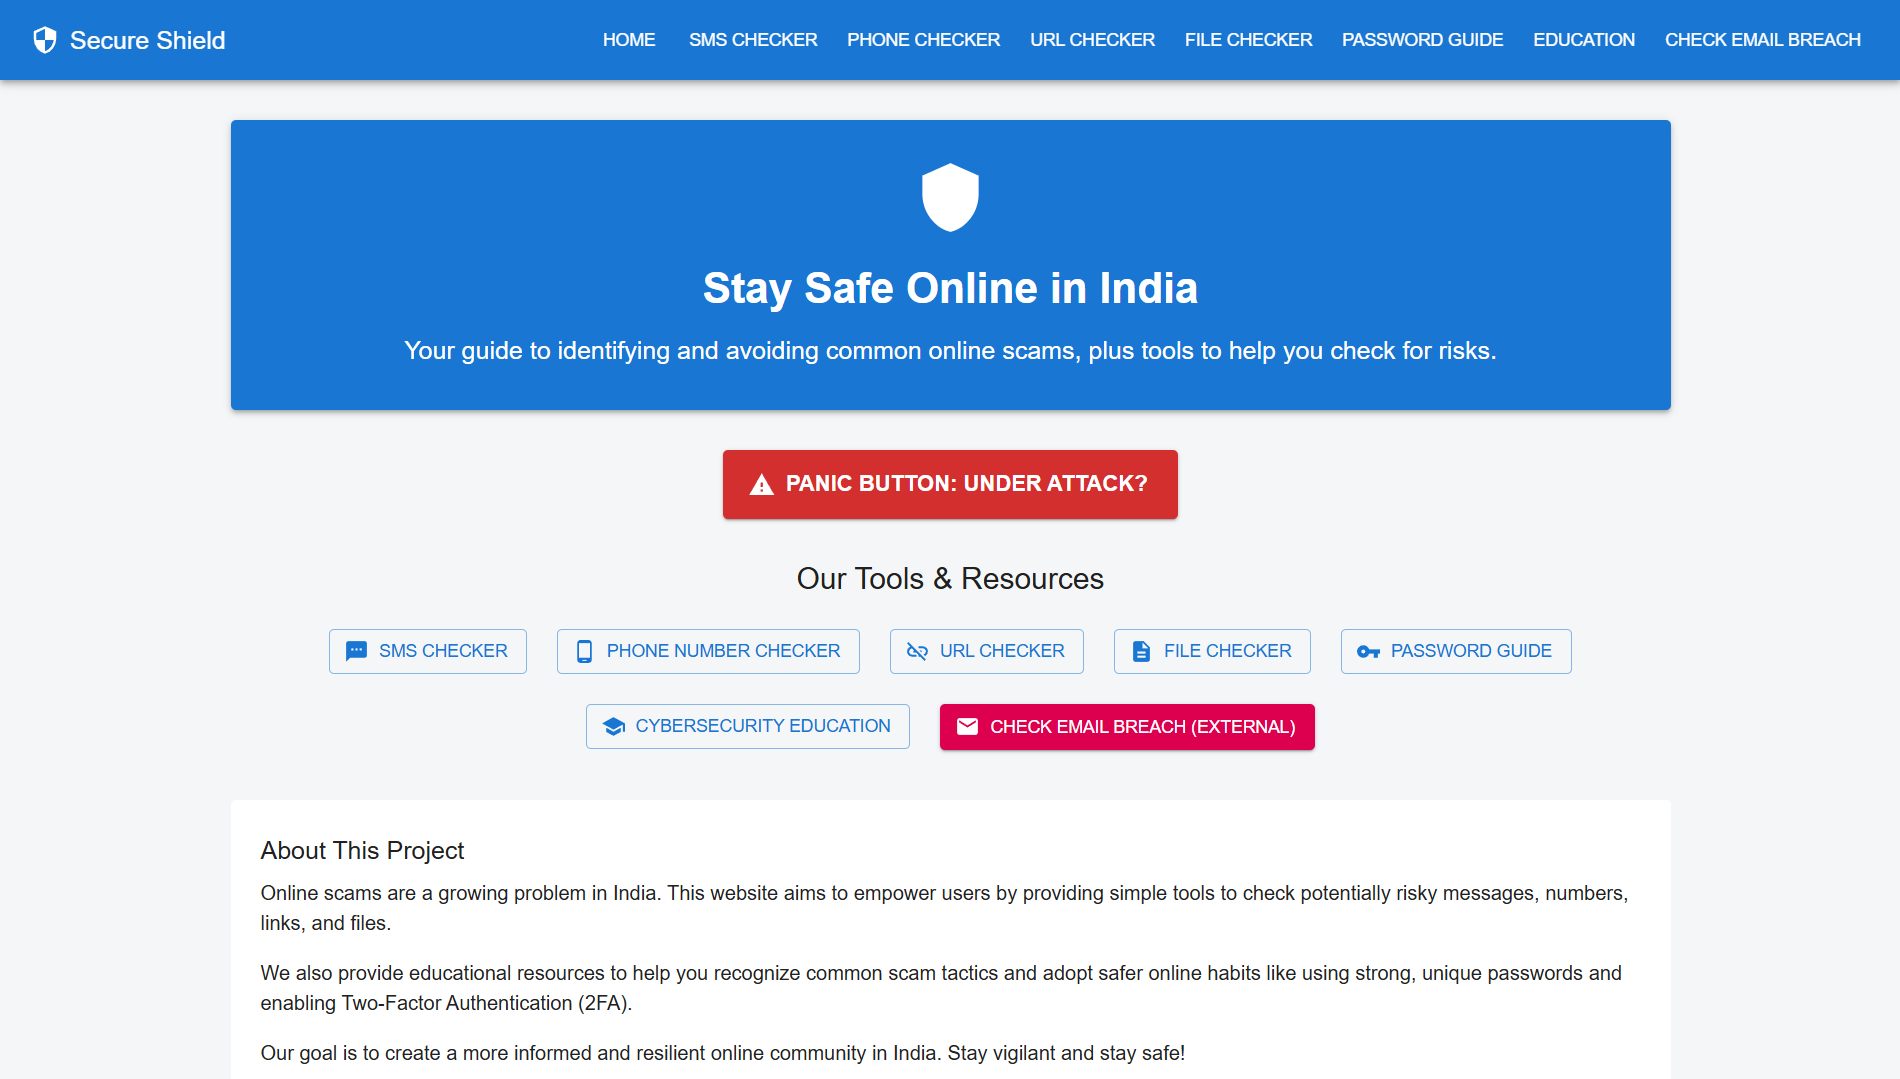 Secure Shield
HOME
SMS CHECKER
PHONE CHECKER
URL CHECKER
FILE CHECKER
PASSWORD GUIDE
EDUCATION
CHECK EMAIL BREACH
Stay Safe Online in India
Your guide to identifying and avoiding common online scams, plus tools to help you check for risks.
PANIC BUTTON: UNDER ATTACK?
Our Tools & Resources
SMS CHECKER
PHONE NUMBER CHECKER
URL CHECKER
FILE CHECKER
PASSWORD GUIDE
CYBERSECURITY EDUCATION
CHECK EMAIL BREACH (EXTERNAL)
About This Project
Online scams are a growing problem in India. This website aims to empower users by providing simple tools to check potentially risky messages, numbers,
links, and files.
We also provide educational resources to help you recognize common scam tactics and adopt safer online habits like using strong, unique passwords and
enabling Two-Factor Authentication (2FA).
Our goal is to create a more informed and resilient online community in India. Stay vigilant and stay safe!